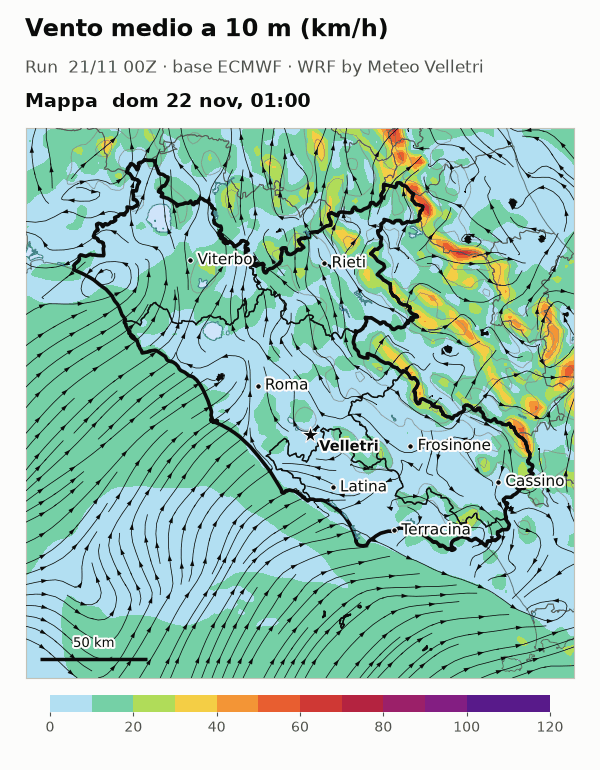 Vento medio a 10 m (km/h)
Run 21/11 00Z · base ECMWF · WRF by Meteo Velletri
Mappa dom 22 nov, 01:00
Viterbo
Rieti
Roma
Velletri
Frosinone
Cassino
Latina
Terracina
50 km
0 20 40 60 80 100 120